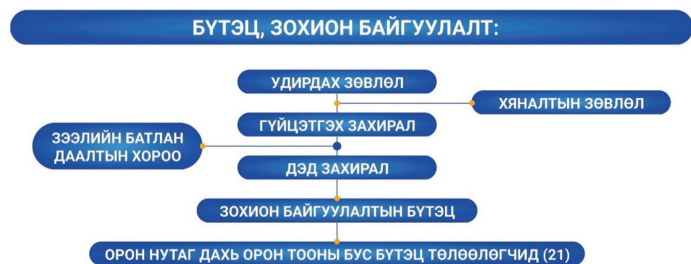 БҮТЭЦ, ЗОХИОН БАЙГУУЛАЛТ:
УДИРДАХ ЗӨВЛӨЛ
ХЯНАЛТЫН ЗӨВЛӨЛ
ГҮЙЦЭТГЭХ ЗАХИРАЛ
ЗЭЭЛИЙН БАТЛАН
ДААЛТЫН ХОРОО
ДЭД ЗАХИРАЛ
ЗОХИОН БАЙГУУЛАЛТЫН БҮТЭЦ
ОРОН НУТАГ ДАХЬ ОРОН ТООНЫ БУС БҮТЭЦ ТӨЛӨӨЛӨГЧИД (21)